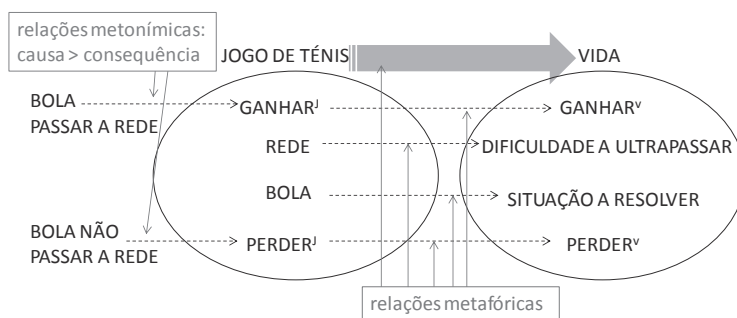 relações metonímicas:
causa > consequência
JOGO DE TÉNIS
VIDA
BOLA
PASSAR A REDE
GANHARᴶ
GANHARᵛ
REDE
DIFICULDADE A ULTRAPASSAR
BOLA
SITUAÇÃO A RESOLVER
BOLA NÃO
PASSAR A REDE
PERDERᴶ
PERDERᵛ
relações metafóricas